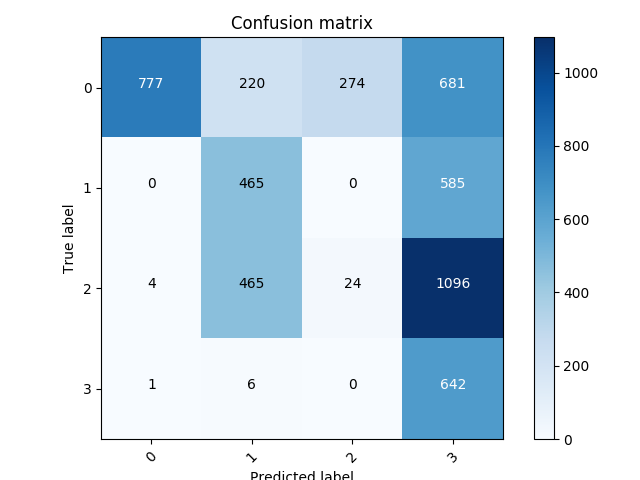 Confusion matrix
True label
0 777 220 274 681
1 0 465 0 585
2 4 465 24 1096
3 1 6 0 642
0 1 2 3
Predicted label
1000
800
600
400
200
0